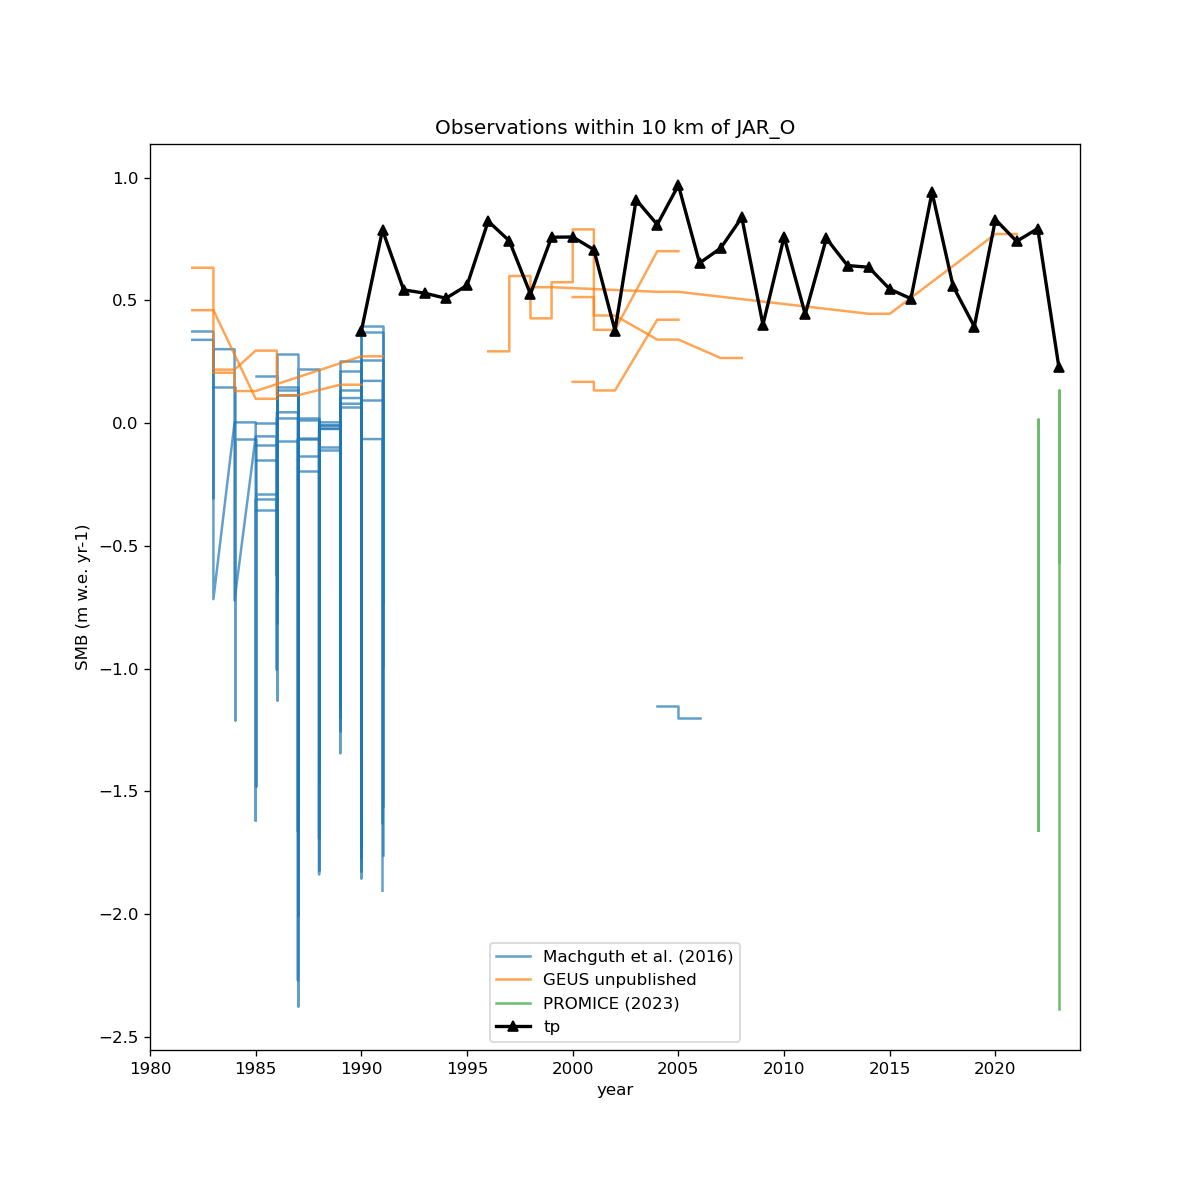 Observations within 10 km of JAR_O
1.0
0.5
0.0
−0.5
−1.0
−1.5
−2.0
−2.5
SMB (m w.e. yr-1)
Machguth et al. (2016)
GEUS unpublished
PROMICE (2023)
tp
1980 1985 1990 1995 2000 2005 2010 2015 2020
year